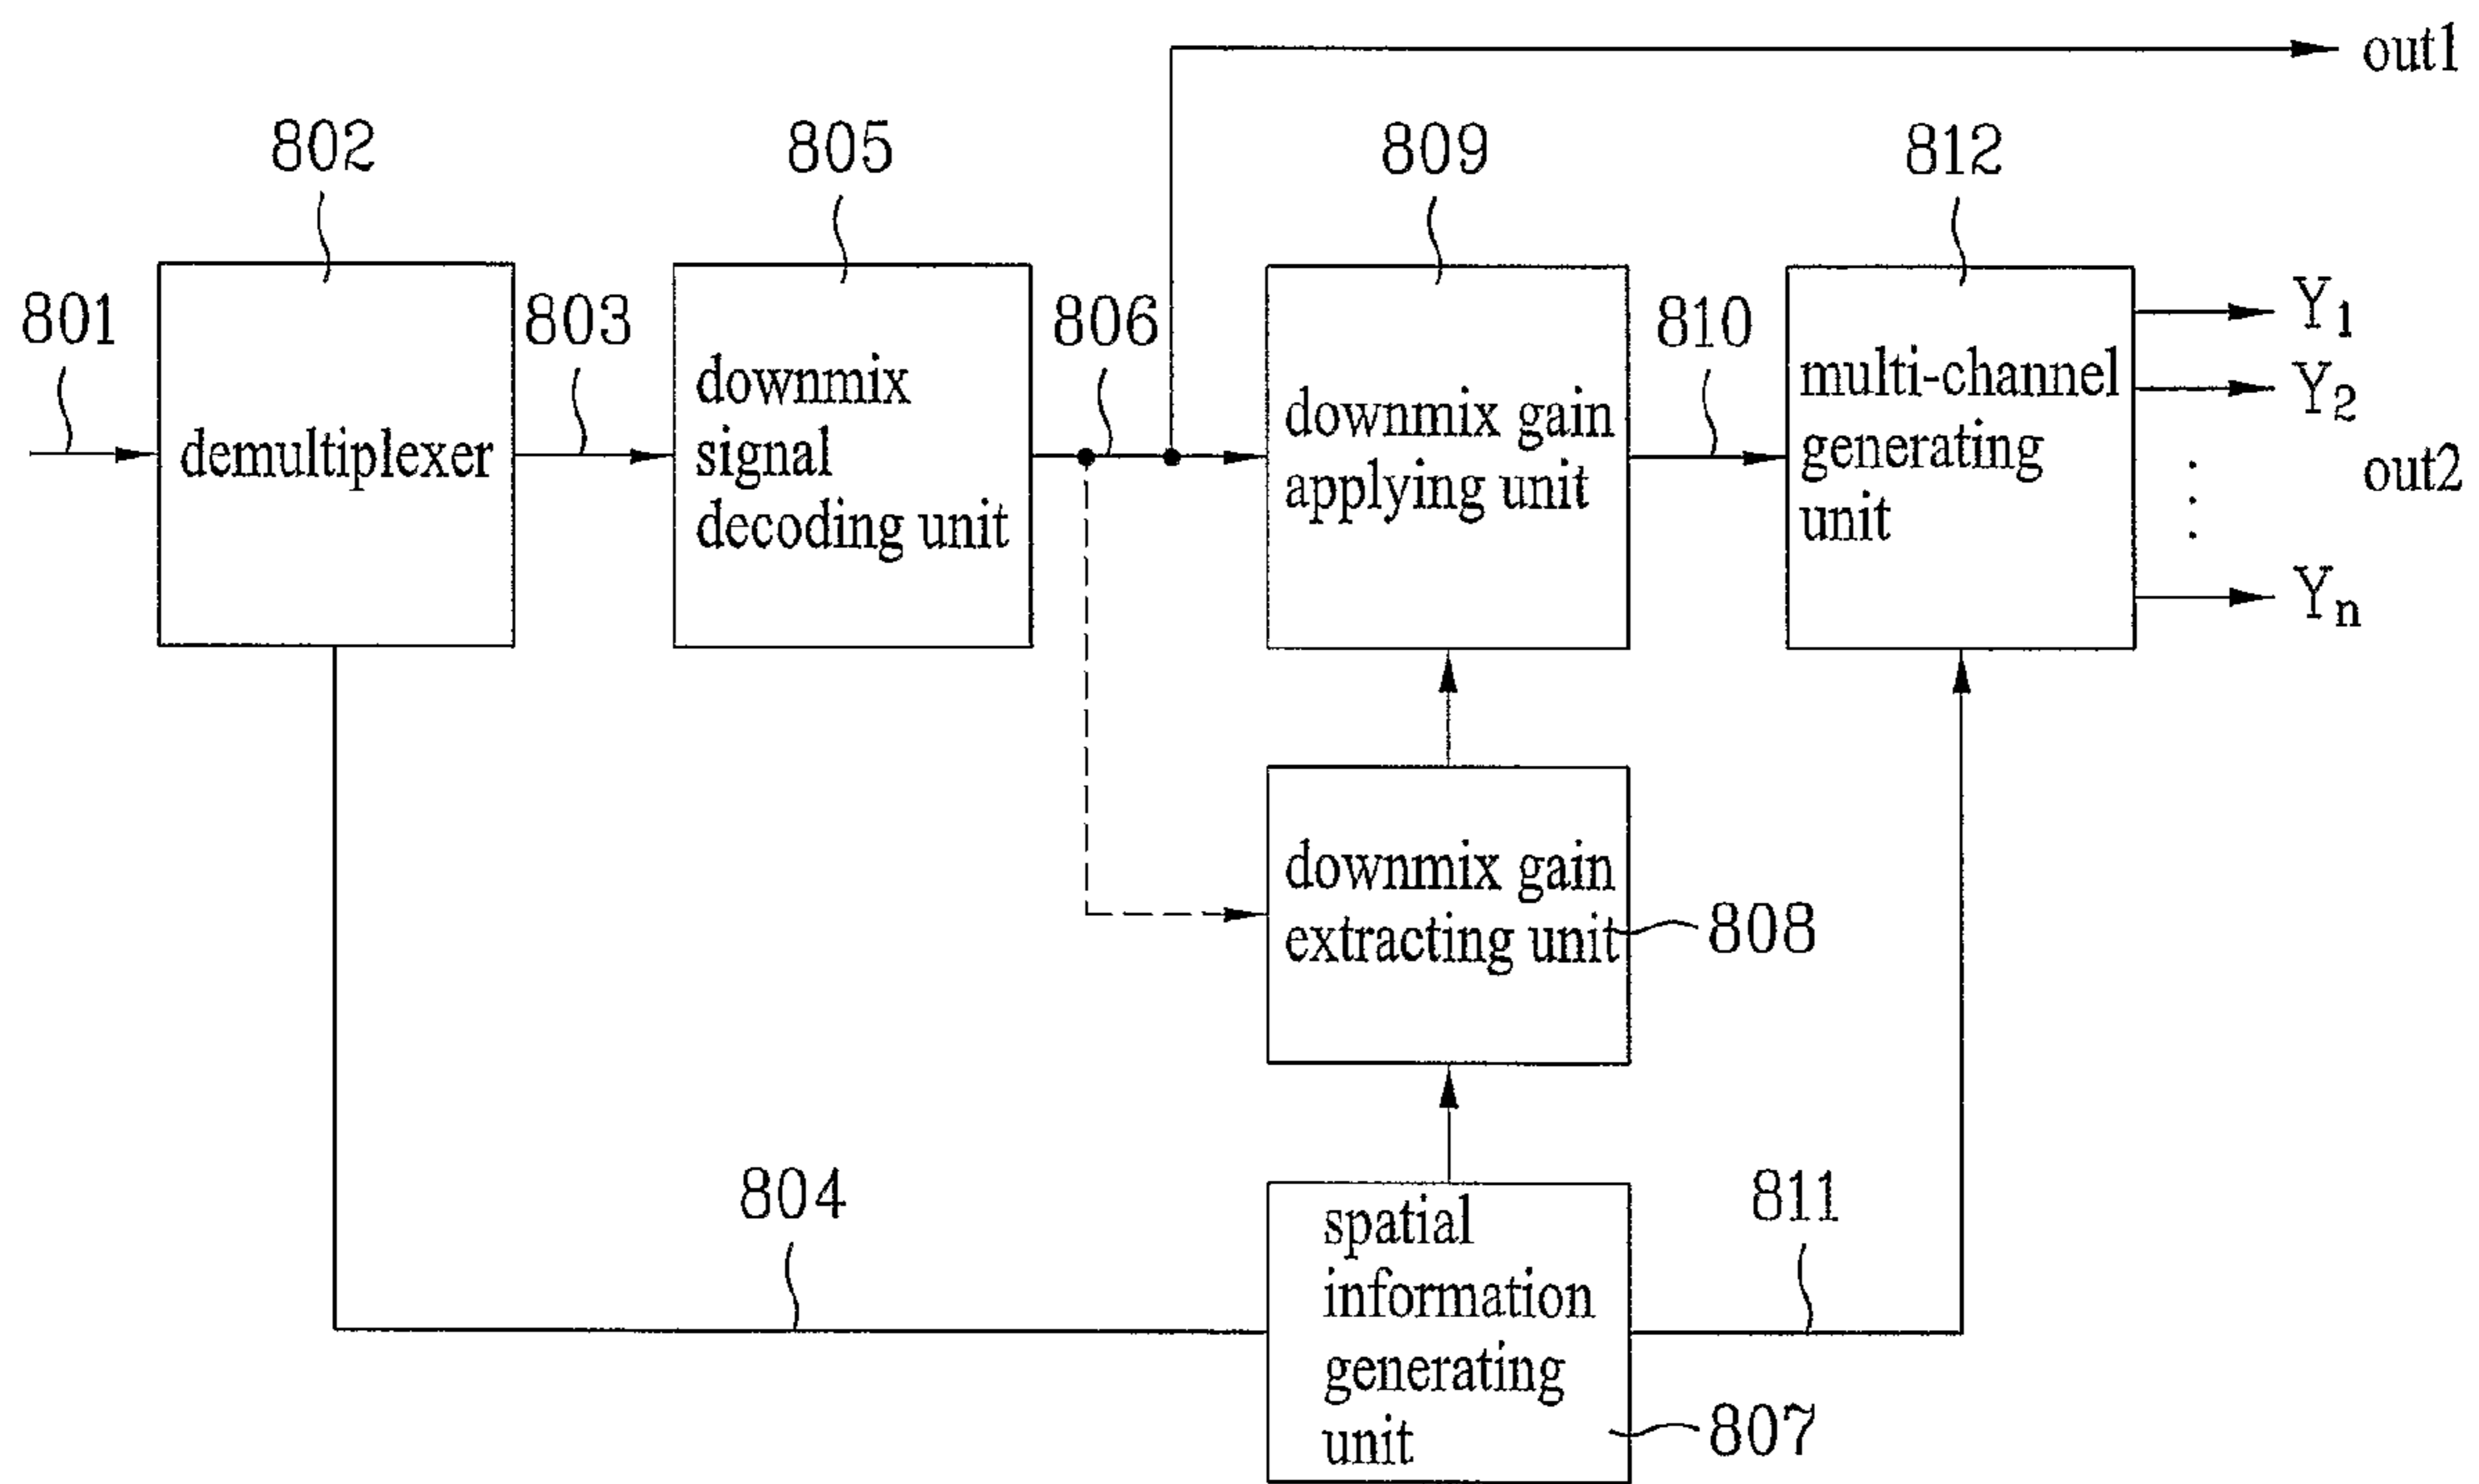 out1
802
805
809
812
801
803
806
810
demultiplexer
downmix
signal
decoding unit
downmix gain
applying unit
multi-channel
generating
unit
Y1
Y2
out2
Yn
downmix gain
extracting unit
808
804
spatial
information
generating
unit
811
807